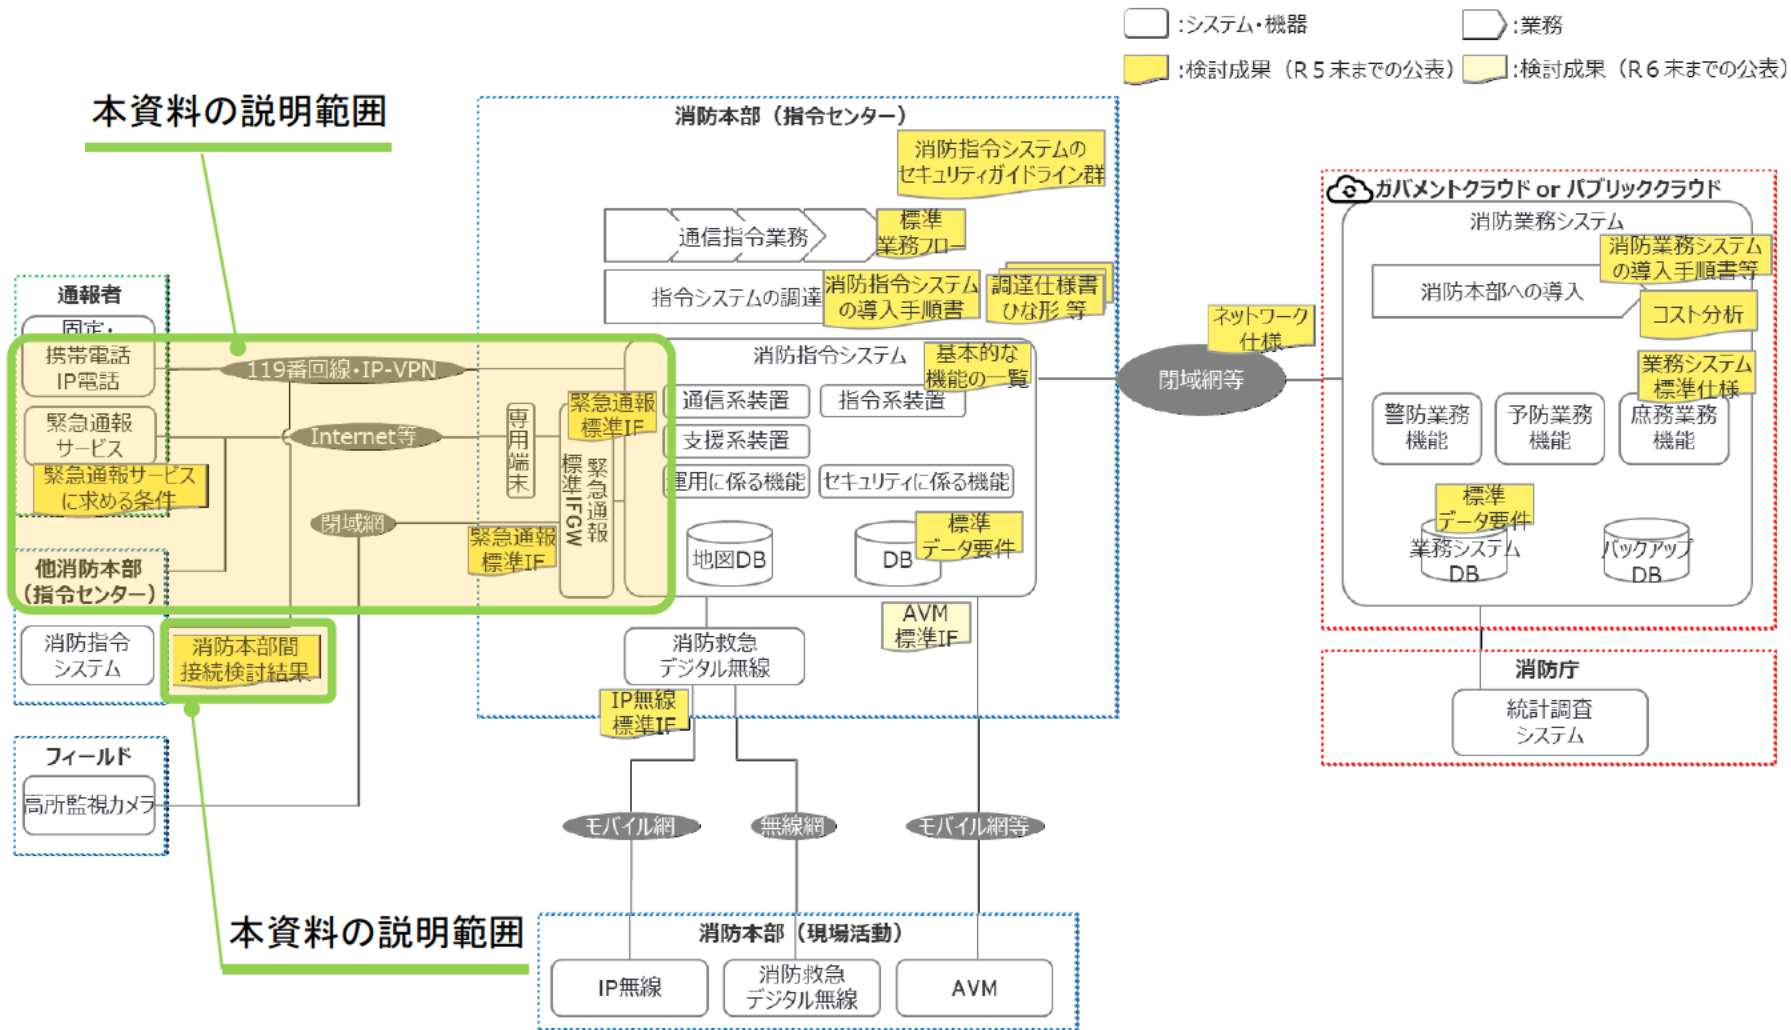 :システム・機器
:業務
:検討成果（R５末までの公表）
:検討成果（R６末までの公表）
本資料の説明範囲
消防本部（指令センター）
消防指令システムの
セキュリティガイドライン群
通信指令業務
標準
業務フロー
指令システムの調達
消防指令システム
の導入手順書
調達仕様書
ひな形 等
通報者
固定・
携帯電話
IP電話
緊急通報
サービス
緊急通報サービス
に求める条件
119番回線・IP-VPN
Internet等
閉域網
専用端末
緊急通報
標準IF
緊急通報
標準IFGW
緊急通報
標準IF
消防指令システム
基本的な
機能の一覧
通信系装置
指令系装置
支援系装置
運用に係る機能
セキュリティに係る機能
地図DB
DB
標準
データ要件
AVM
標準IF
消防救急
デジタル無線
IP無線
標準IF
他消防本部
（指令センター）
消防指令
システム
消防本部間
接続検討結果
フィールド
高所監視カメラ
本資料の説明範囲
モバイル網
無線網
モバイル網等
消防本部（現場活動）
IP無線
消防救急
デジタル無線
AVM
ネットワーク
仕様
閉域網等
ガバメントクラウド or パブリッククラウド
消防業務システム
消防業務システム
の導入手順書等
消防本部への導入
コスト分析
業務システム
標準仕様
警防業務
機能
予防業務
機能
庶務業務
機能
標準
データ要件
業務システム
DB
バックアップ
DB
消防庁
統計調査
システム